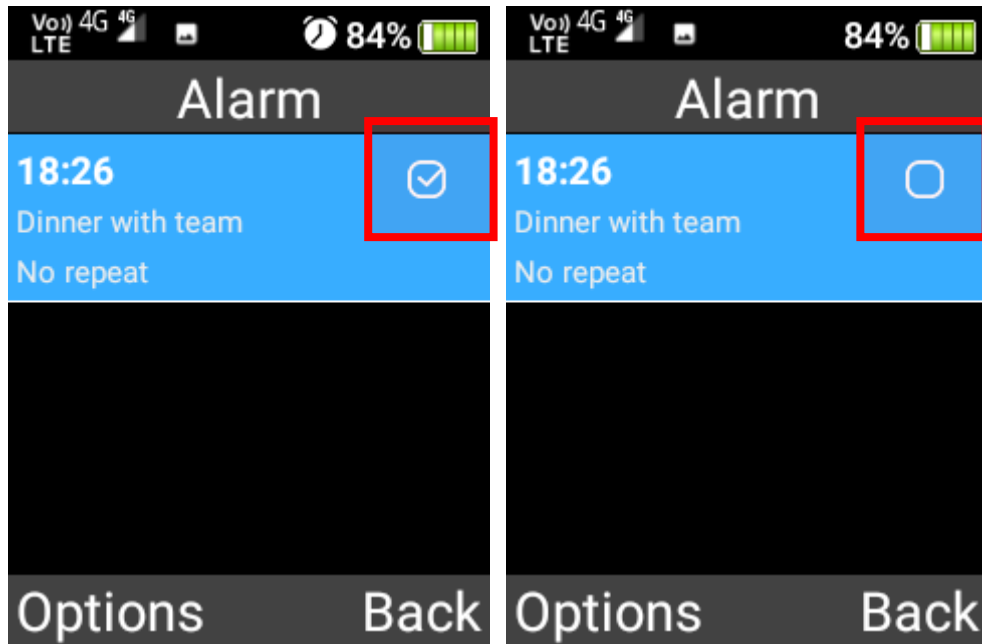 Vo)) 4G 4G 84%
LTE
Alarm
18:26
Dinner with team
No repeat
Options Back
Vo)) 4G 4G 84%
LTE
Alarm
18:26
Dinner with team
No repeat
Options Back